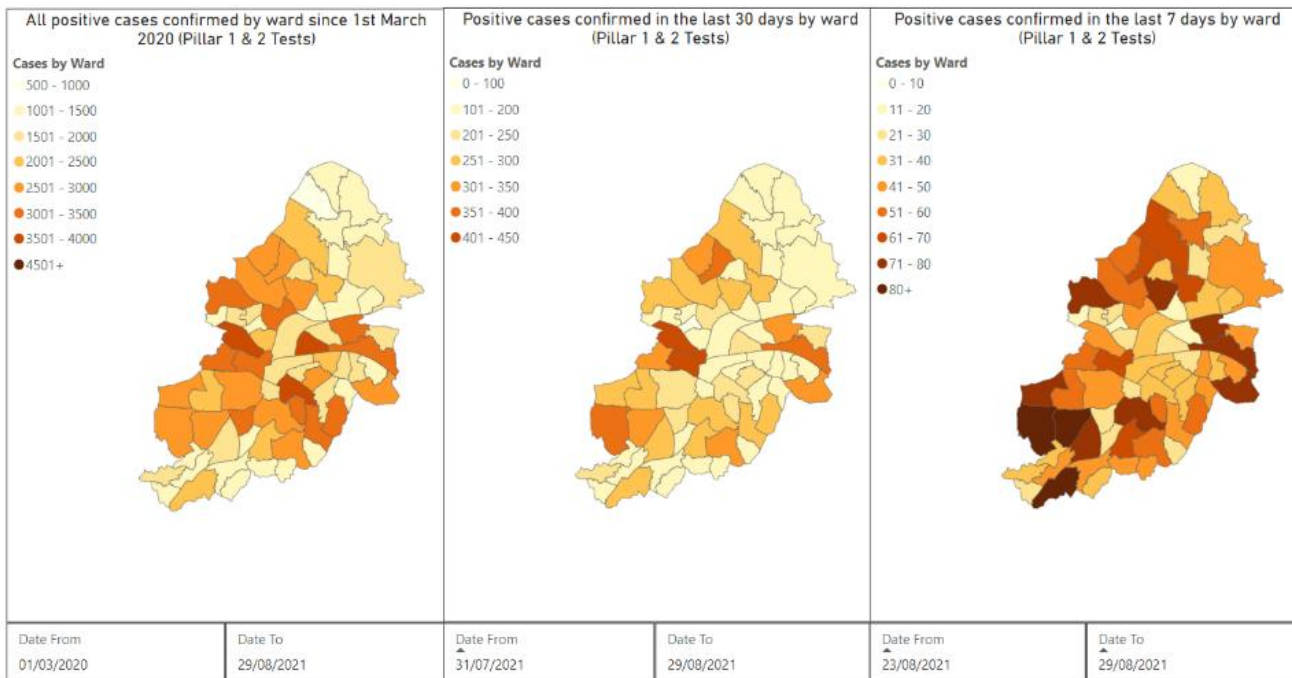 All positive cases confirmed by ward since 1st March
2020 (Pillar 1 & 2 Tests)
Cases by Ward
500 - 1000
1001 - 1500
1501 - 2000
2001 - 2500
2501 - 3000
3001 - 3500
3501 - 4000
4501+
Date From
01/03/2020
Date To
29/08/2021
Positive cases confirmed in the last 30 days by ward
(Pillar 1 & 2 Tests)
Cases by Ward
0 - 100
101 - 200
201 - 250
251 - 300
301 - 350
351 - 400
401 - 450
Date From
31/07/2021
Date To
29/08/2021
Positive cases confirmed in the last 7 days by ward
(Pillar 1 & 2 Tests)
Cases by Ward
0 - 10
11 - 20
21 - 30
31 - 40
41 - 50
51 - 60
61 - 70
71 - 80
80+
Date From
23/08/2021
Date To
29/08/2021